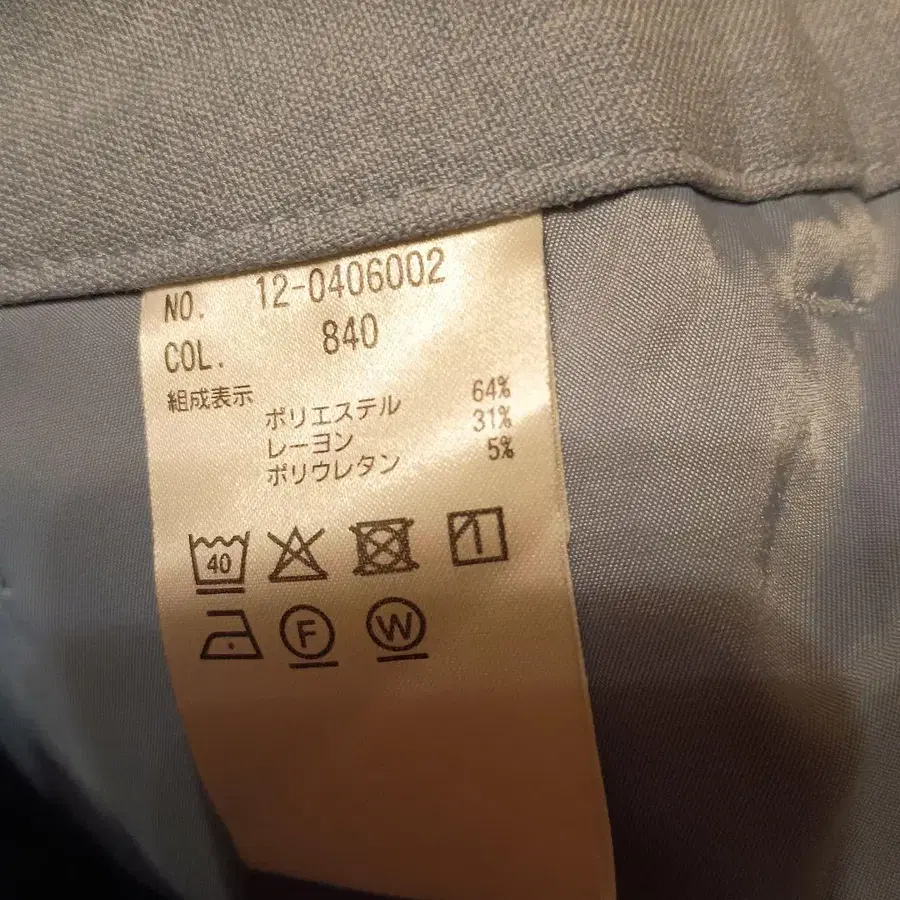 NO. 12-0406002
COL. 840
組成表示
ポリエステル 64%
レーヨン 31%
ポリウレタン 5%
40
F W